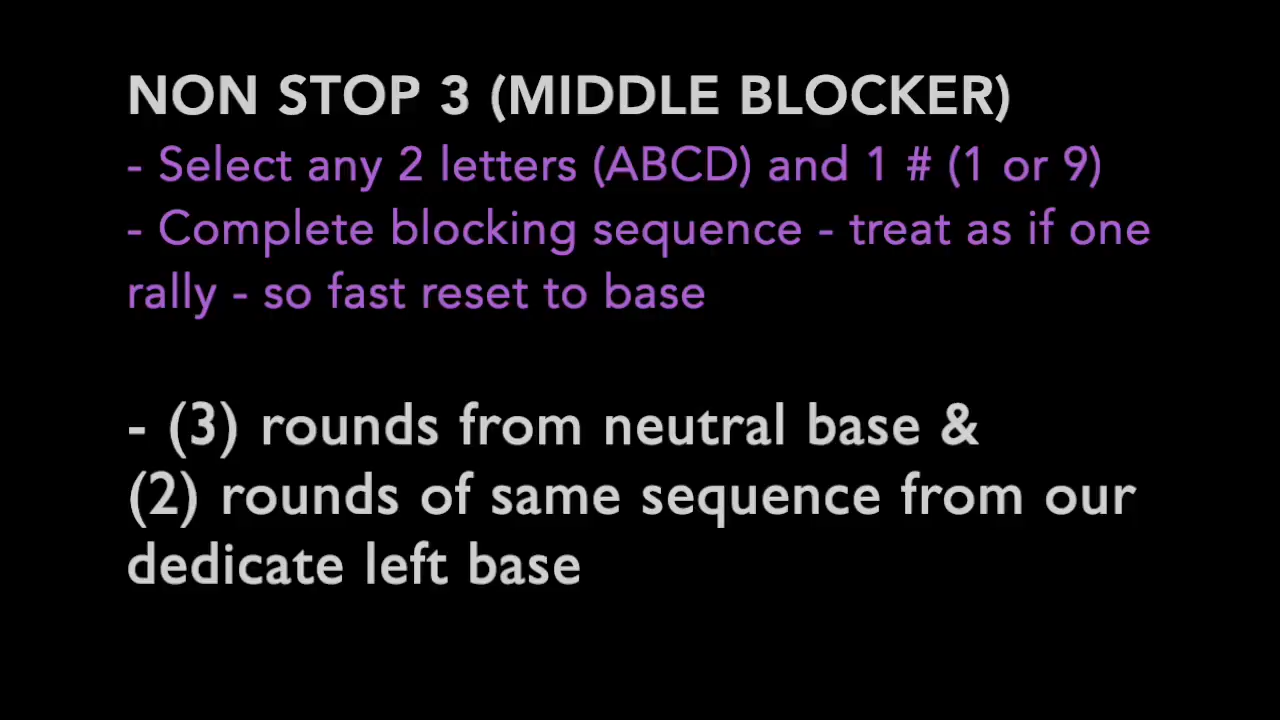 NON STOP 3 (MIDDLE BLOCKER)
- Select any 2 letters (ABCD) and 1 # (1 or 9)
- Complete blocking sequence - treat as if one
rally - so fast reset to base
- (3) rounds from neutral base &
(2) rounds of same sequence from our
dedicate left base